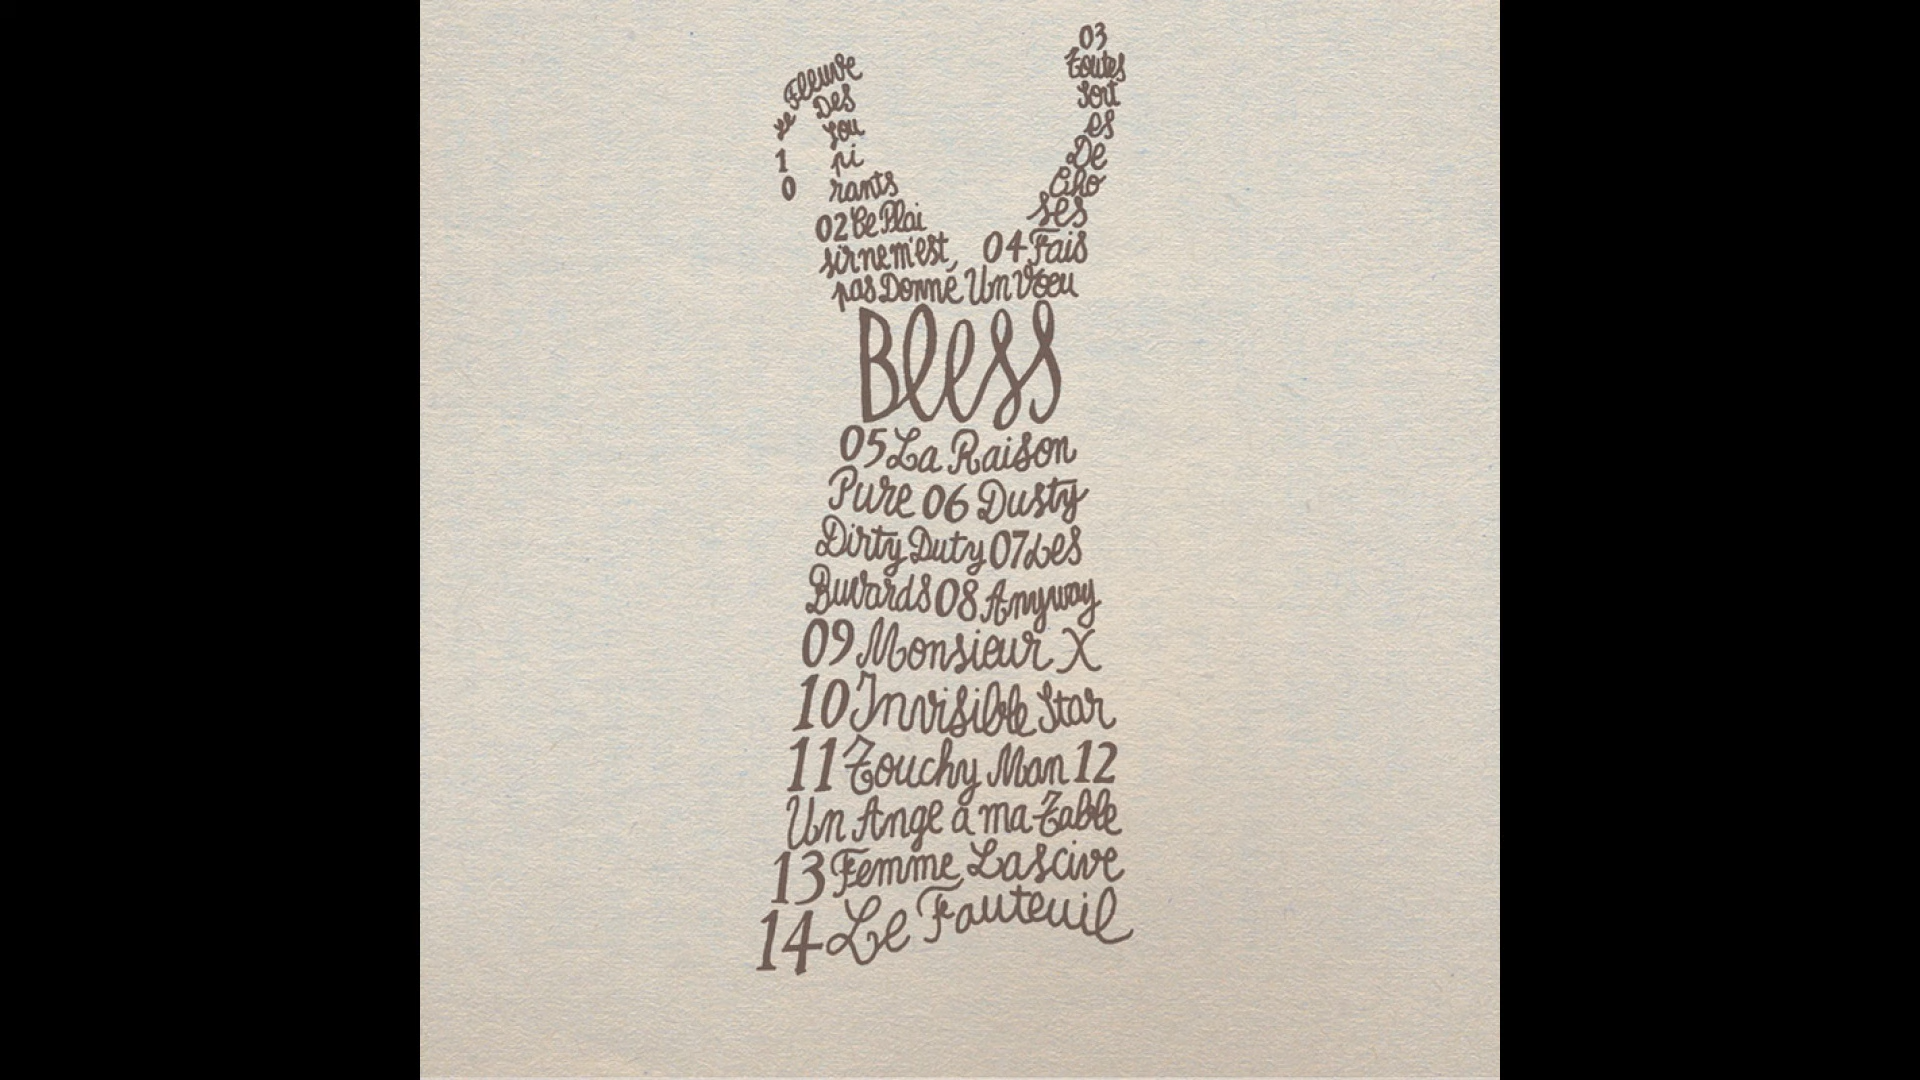 01
Le Fleuve
Des
Sou
pi
rants
02 Ce Plai
sir ne m'est
pas Donné
03
Toutes
Sort
es
De
Cho
ses
04 Fais
Un Vœu
Bless
05 La Raison
Pure 06 Dusty
Dirty Duty 07 Les
Buvards 08 Anyway
09 Monsieur X
10 Invisible Star
11 Touchy Man 12
Un Ange à ma Table
13 Femme Lascive
14 Le Fauteuil